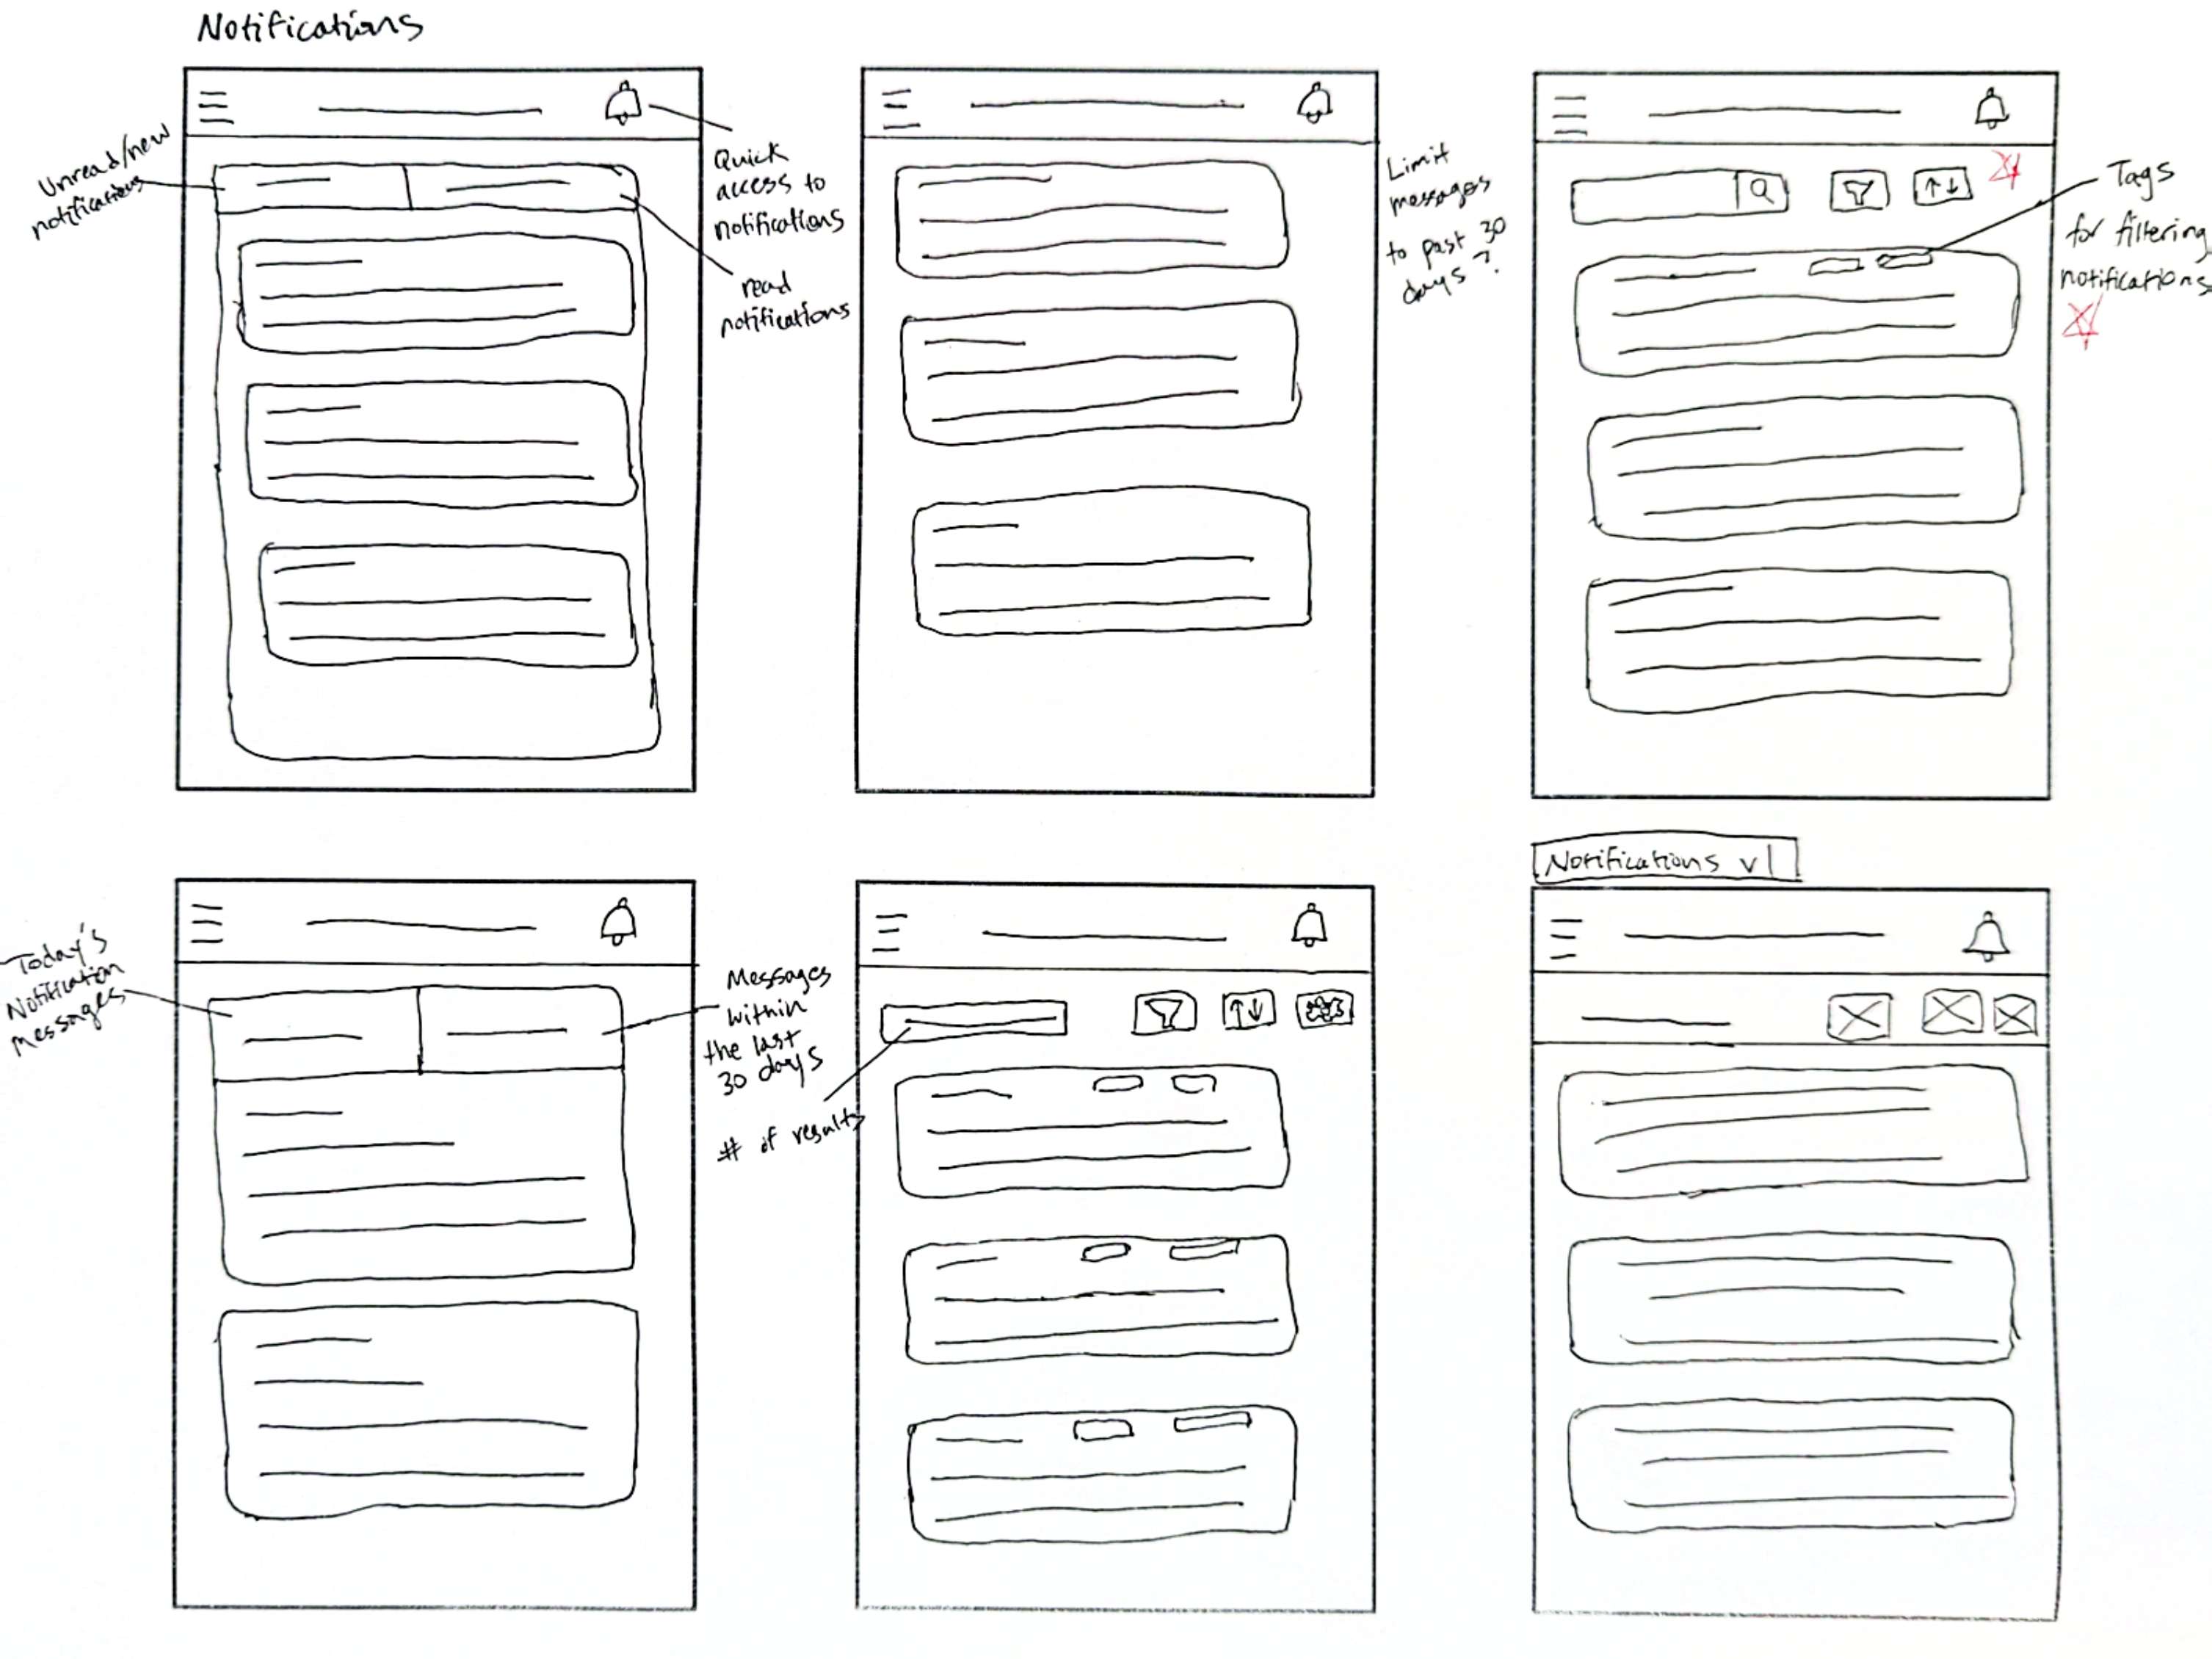 Notifications
Unread/new
notifications
Quick
access to
notifications
read
notifications
Limit
messages
to past 30
days?
Tags
for filtering
notifications
Today's
Notification
messages
Messages
within
the last
30 days
# of results
Notifications v1